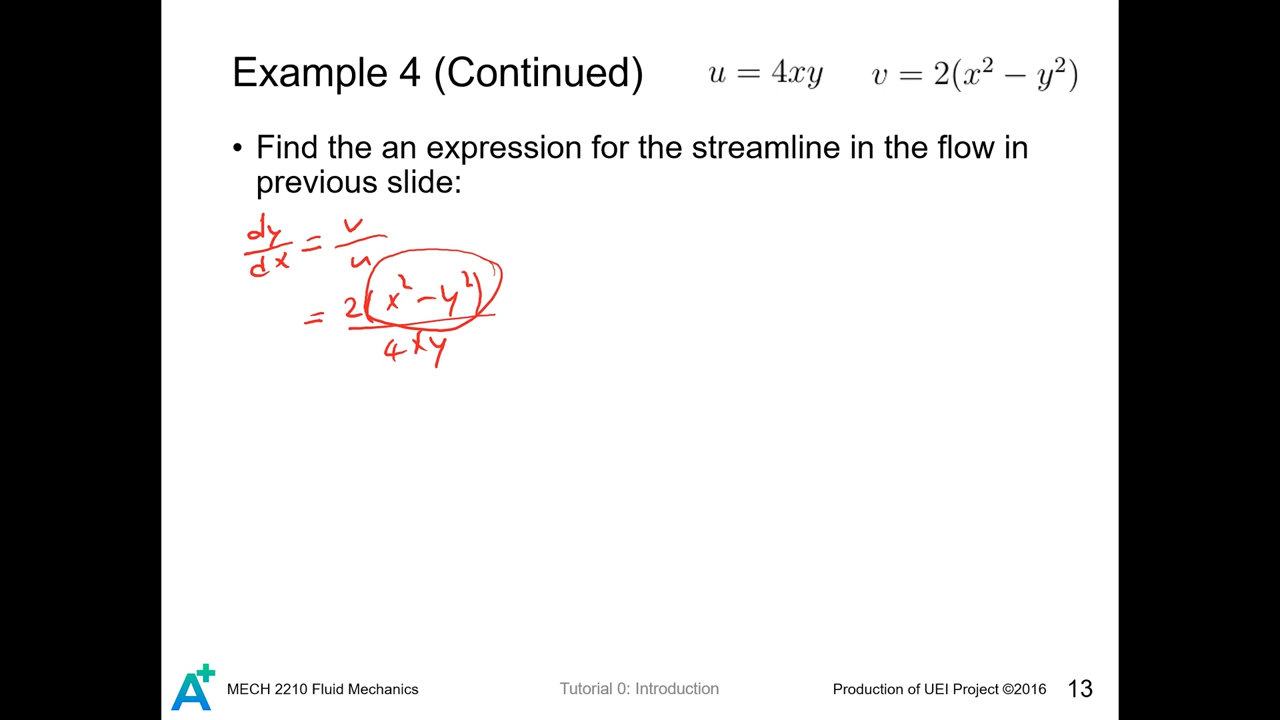 Example 4 (Continued) u = 4xy v = 2(x² − y²)
• Find the an expression for the streamline in the flow in
previous slide:
dy/dx = v/u
= 2(x² − y²)/4xy
A+ MECH 2210 Fluid Mechanics Tutorial 0: Introduction Production of UEI Project ©2016 13